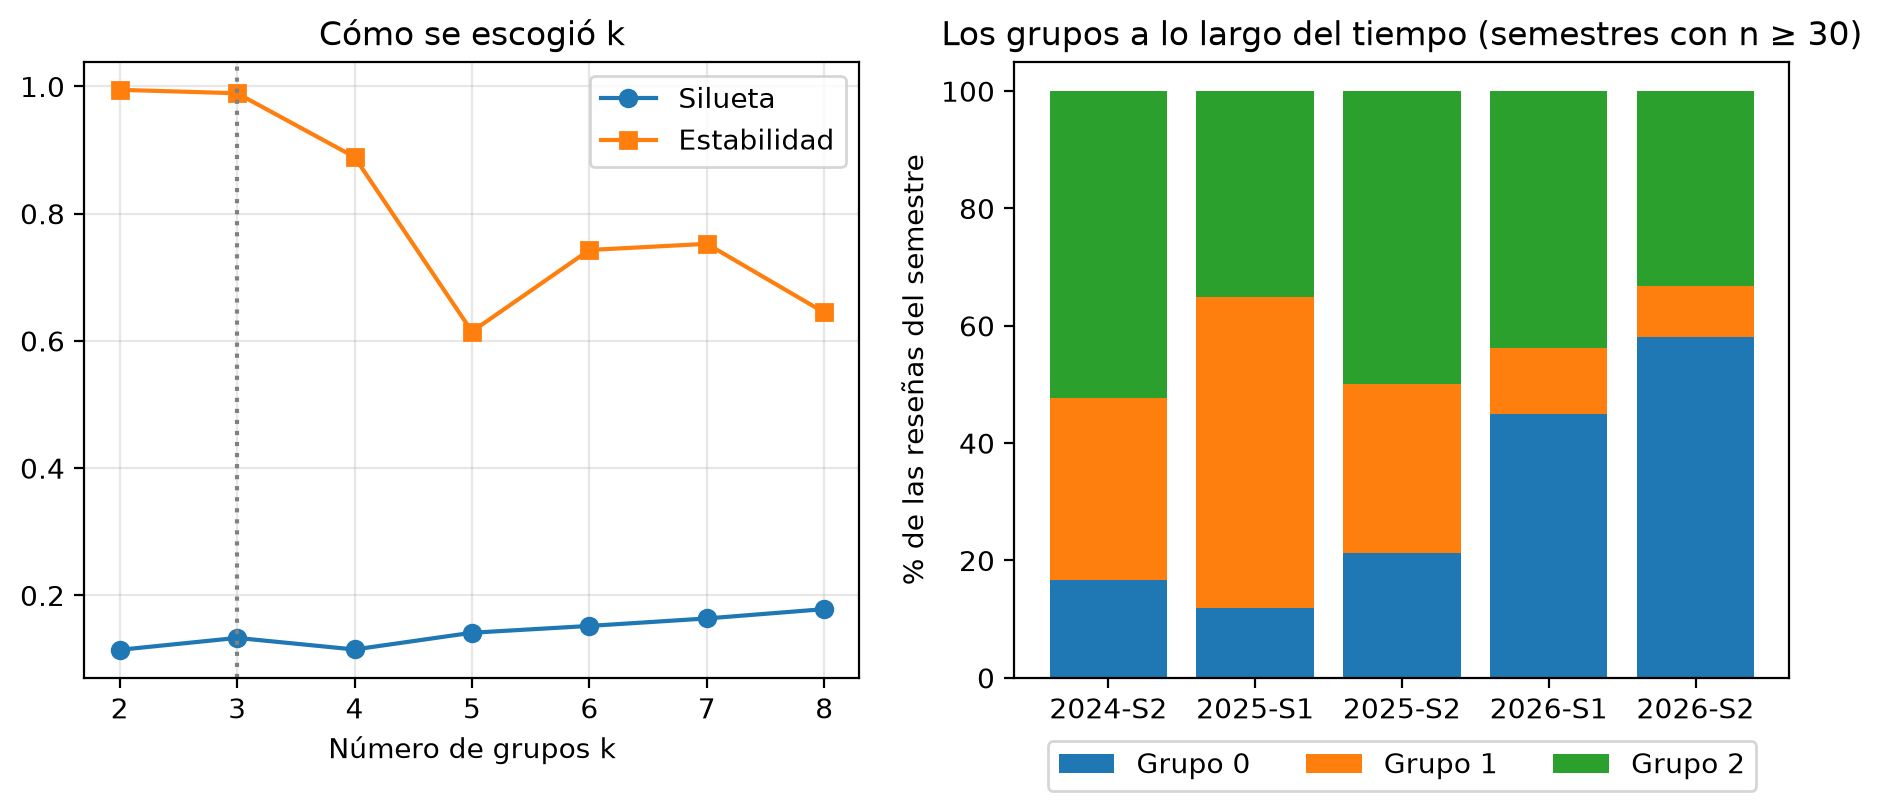 Cómo se escogió k
1.0
0.8
0.6
0.4
0.2
2 3 4 5 6 7 8
Número de grupos k
Silueta
Estabilidad
Los grupos a lo largo del tiempo (semestres con n ≥ 30)
% de las reseñas del semestre
100
80
60
40
20
0
2024-S2 2025-S1 2025-S2 2026-S1 2026-S2
Grupo 0 Grupo 1 Grupo 2